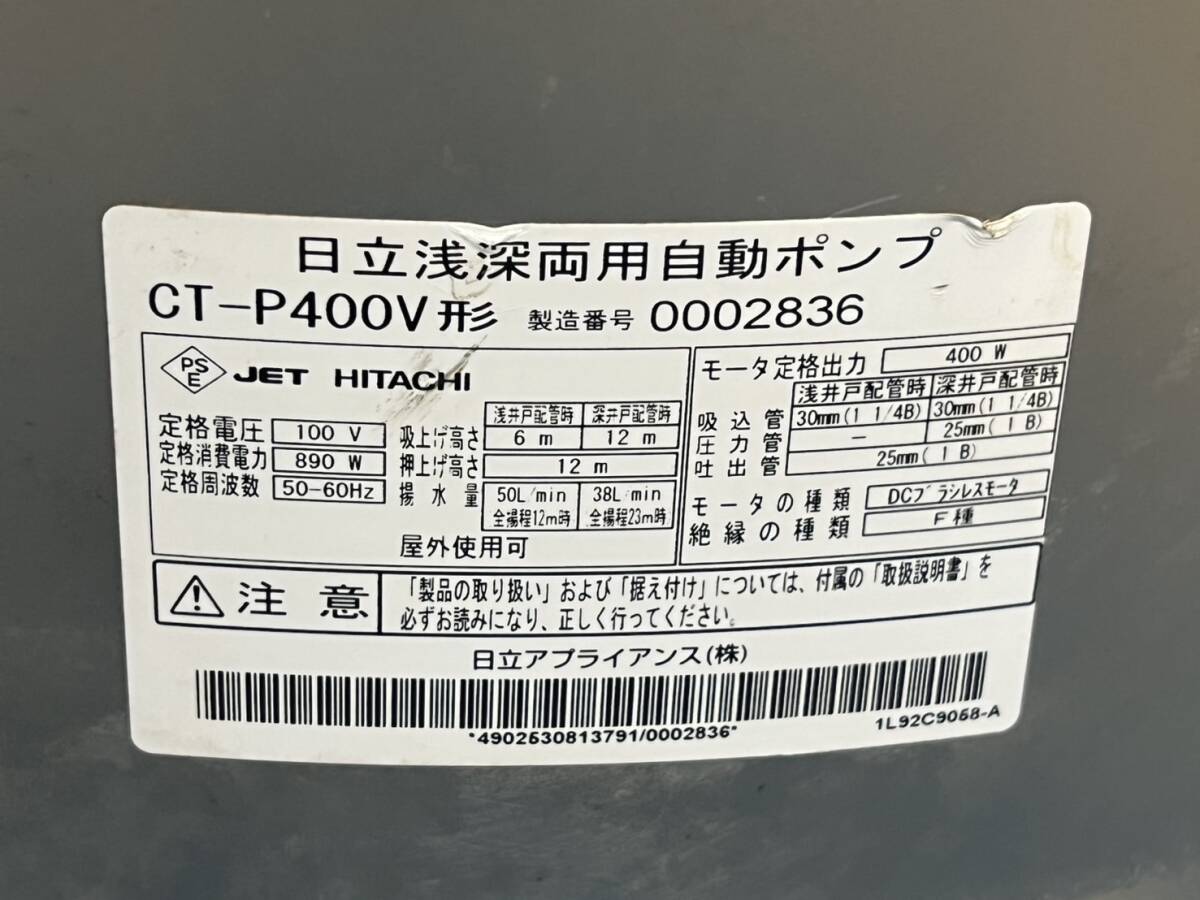 日立浅深両用自動ポンプ
CT-P400V形 製造番号 0002836
PS
E
JET HITACHI
定格電圧 100 V
定格消費電力 890 W
定格周波数 50-60Hz
浅井戸配管時 深井戸配管時
吸上げ高さ 6 m 12 m
押上げ高さ 12 m
揚水量 50L/min 38L/min
全揚程12m時 全揚程23m時
屋外使用可
モータ定格出力 400 W
浅井戸配管時 深井戸配管時
吸込管 30mm(1 1/4B) 30mm(1 1/4B)
圧力管 - 25mm(1 B)
吐出管 25mm(1 B)
モータの種類 DCブラシレスモータ
絶縁の種類 F種
注意
「製品の取り扱い」および「据え付け」については、付属の「取扱説明書」を
必ずお読みになり、正しく行ってください。
日立アプライアンス(株)
*4902530813791/0002836*
1L92C9058-A